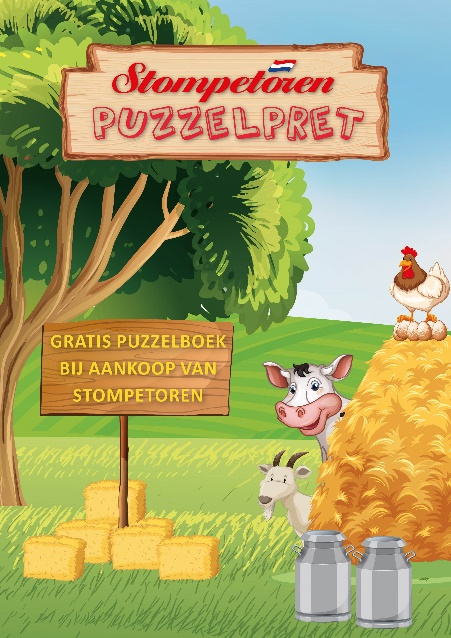 Stompetoren
PUZZELPRET
GRATIS PUZZELBOEK
BIJ AANKOOP VAN
STOMPETOREN